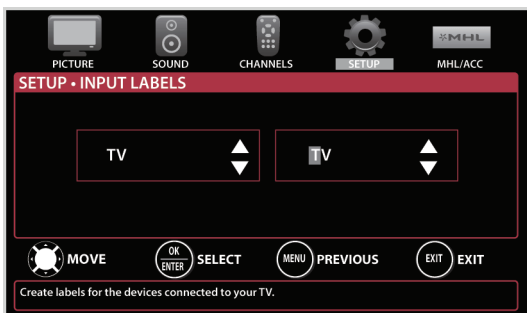 MHL
PICTURE SOUND CHANNELS SETUP MHL/ACC
SETUP • INPUT LABELS
TV TV
OK
ENTER
MOVE SELECT MENU PREVIOUS EXIT EXIT
Create labels for the devices connected to your TV.